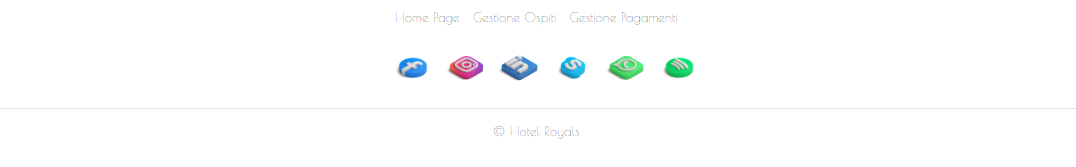 Home Page Gestione Ospiti Gestione Pagamenti
© Hotel Royals